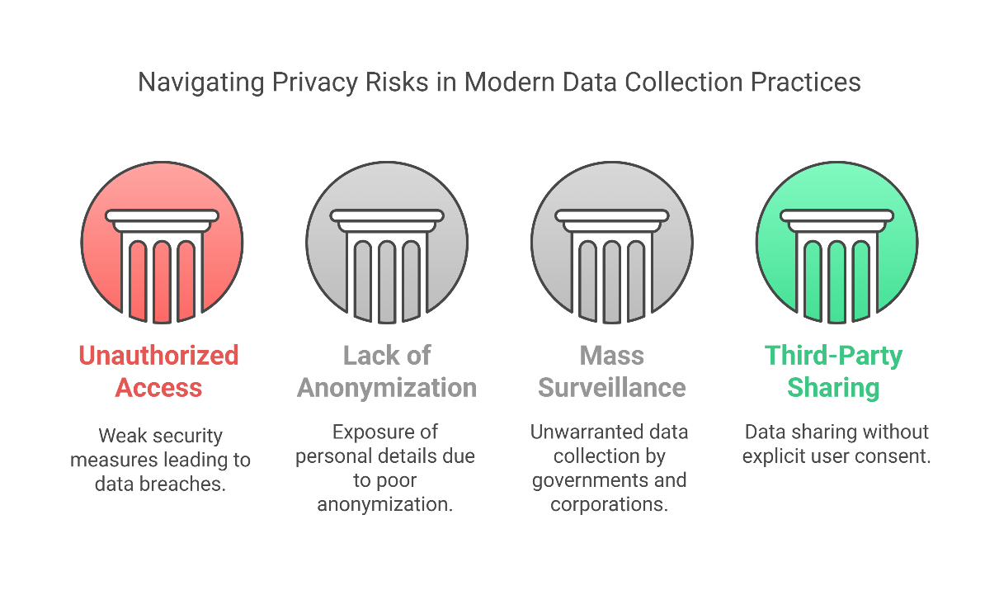 Navigating Privacy Risks in Modern Data Collection Practices
Unauthorized
Access
Weak security
measures leading to
data breaches.
Lack of
Anonymization
Exposure of
personal details due
to poor
anonymization.
Mass
Surveillance
Unwarranted data
collection by
governments and
corporations.
Third-Party
Sharing
Data sharing without
explicit user consent.